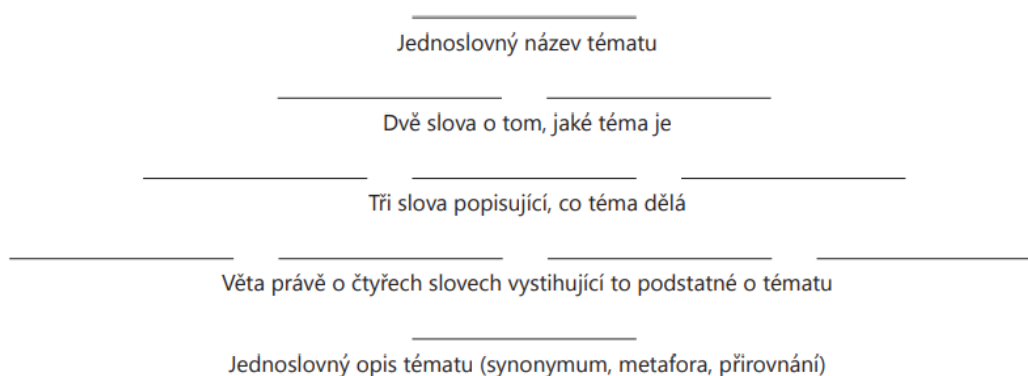 Jednoslovný název tématu
Dvě slova o tom, jaké téma je
Tři slova popisující, co téma dělá
Věta právě o čtyřech slovech vystihující to podstatné o tématu
Jednoslovný opis tématu (synonymum, metafora, přirovnání)